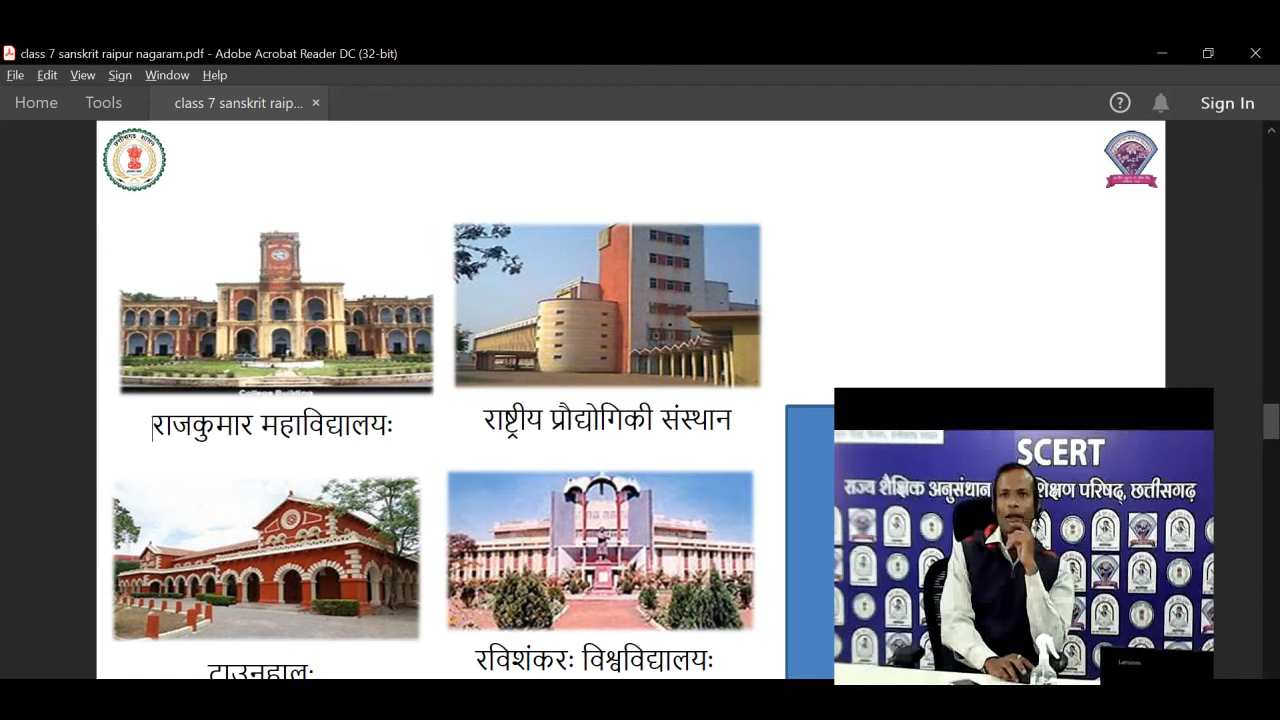 class 7 sanskrit raipur nagaram.pdf - Adobe Acrobat Reader DC (32-bit)
File Edit View Sign Window Help
Home Tools class 7 sanskrit raip... × Sign In
राजकुमार महाविद्यालयः
राष्ट्रीय प्रौद्योगिकी संस्थान
टाउनहालः
रविशंकरः विश्वविद्यालयः
SCERT
राज्य शैक्षिक अनुसंधान शिक्षण परिषद्, छत्तीसगढ़